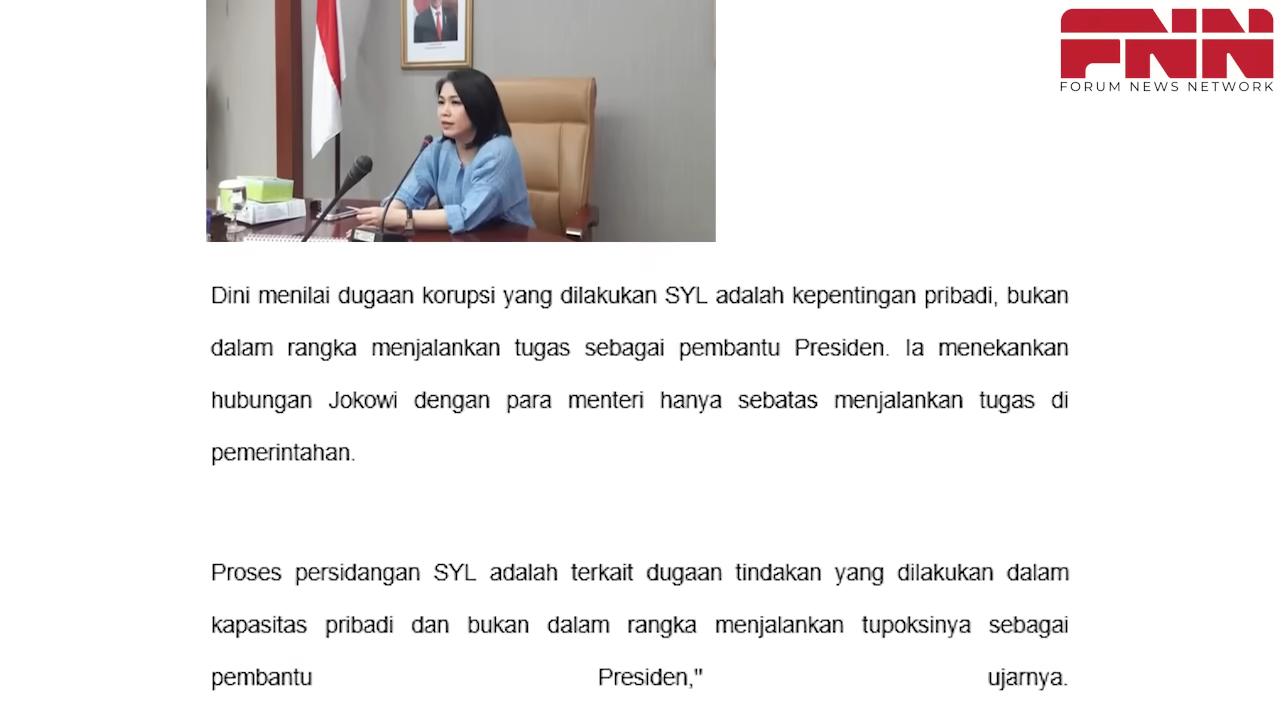 FNN
FORUM NEWS NETWORK
Dini menilai dugaan korupsi yang dilakukan SYL adalah kepentingan pribadi, bukan
dalam rangka menjalankan tugas sebagai pembantu Presiden. Ia menekankan
hubungan Jokowi dengan para menteri hanya sebatas menjalankan tugas di
pemerintahan.
Proses persidangan SYL adalah terkait dugaan tindakan yang dilakukan dalam
kapasitas pribadi dan bukan dalam rangka menjalankan tupoksinya sebagai
pembantu Presiden," ujarnya.